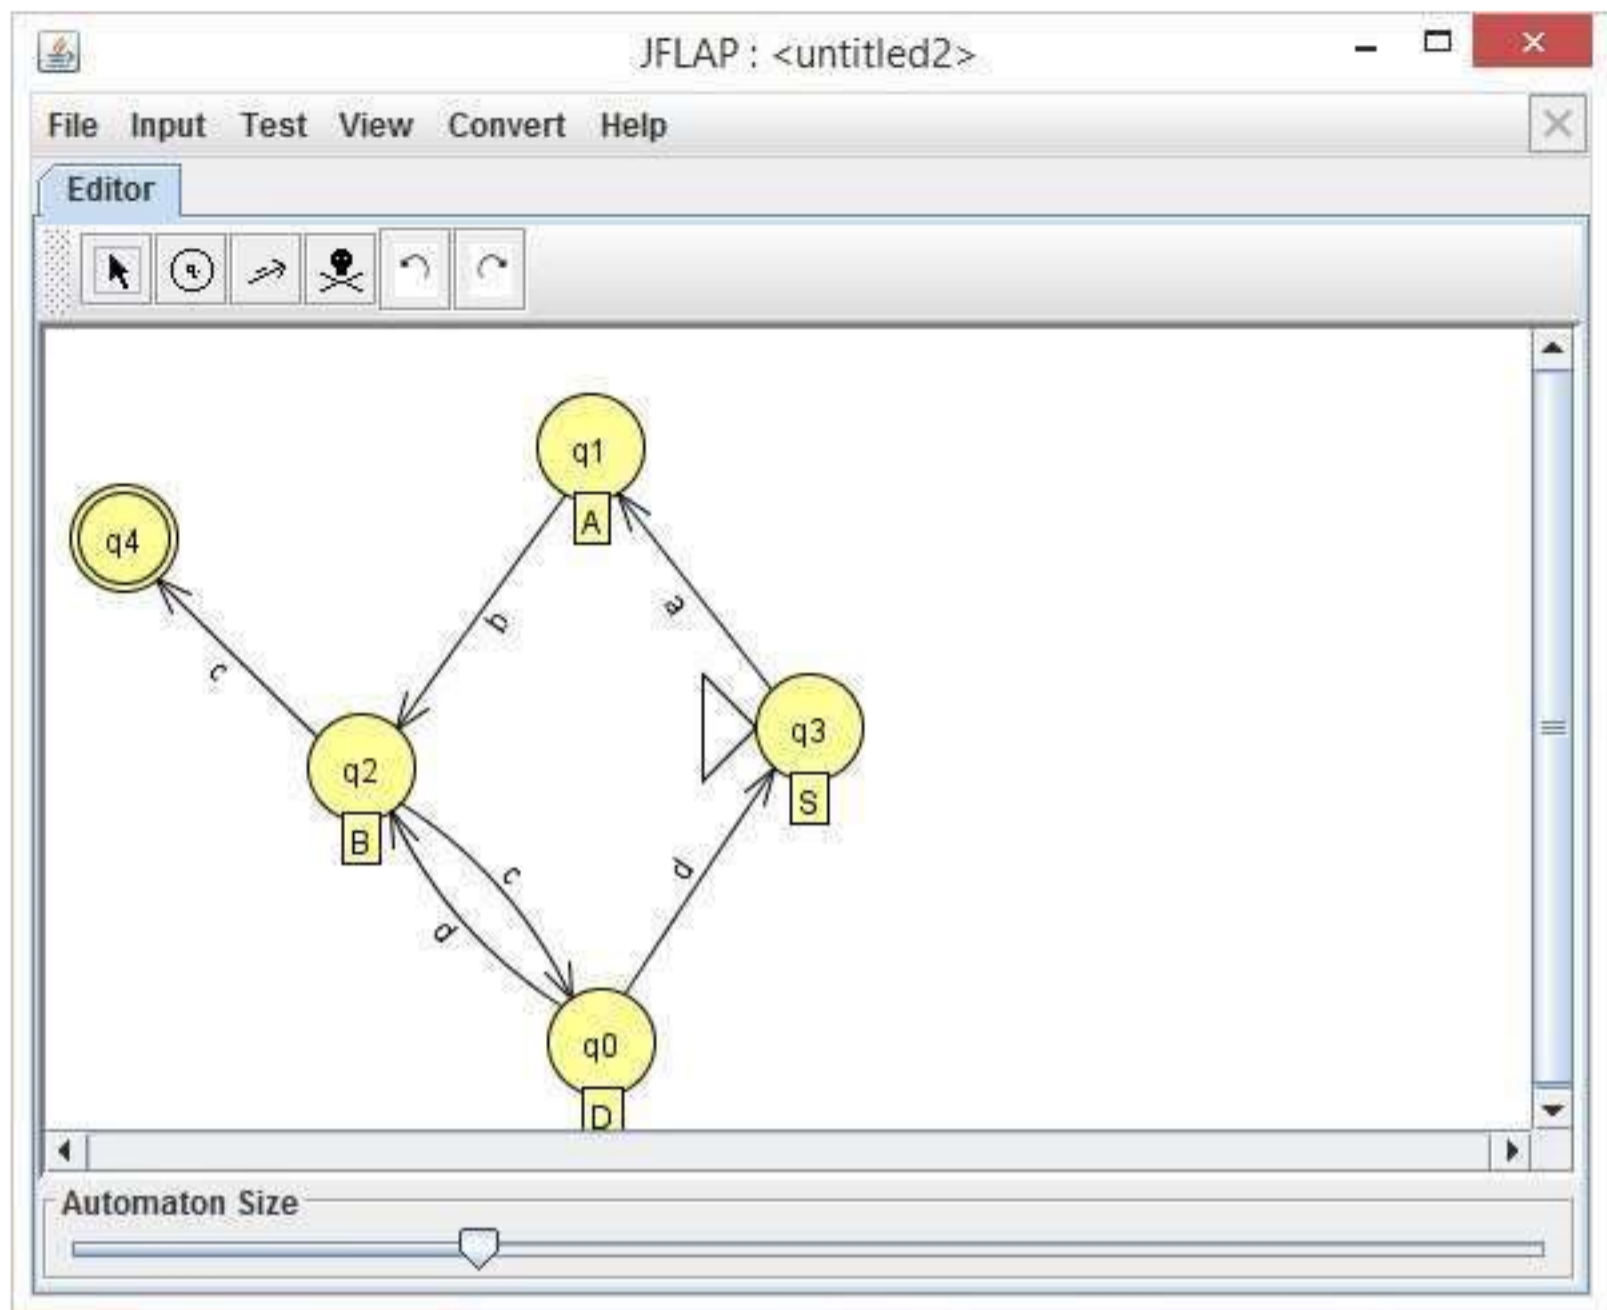 JFLAP : <untitled2>
File Input Test View Convert Help
Editor
q
q1
A
q4
b
a
c
q3
S
q2
B
c
d
d
q0
D
Automaton Size